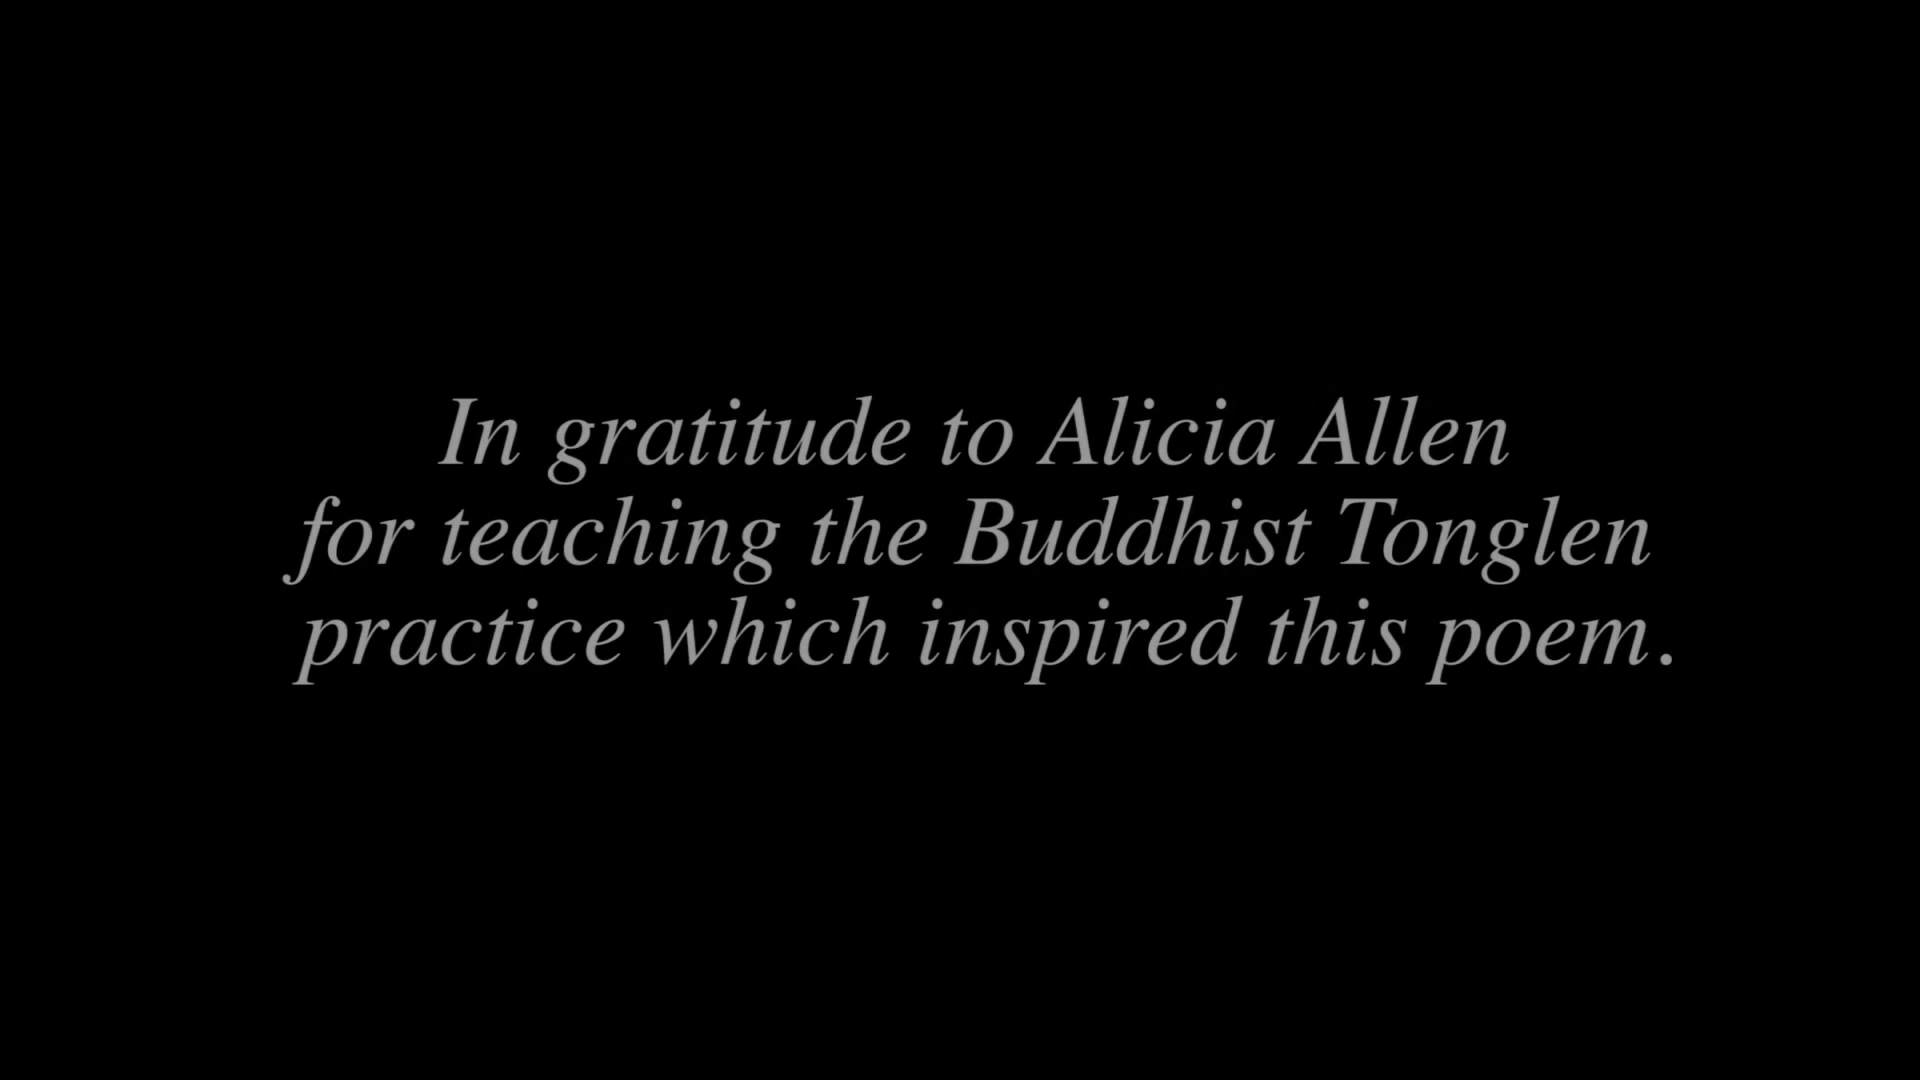 In gratitude to Alicia Allen
for teaching the Buddhist Tonglen
practice which inspired this poem.